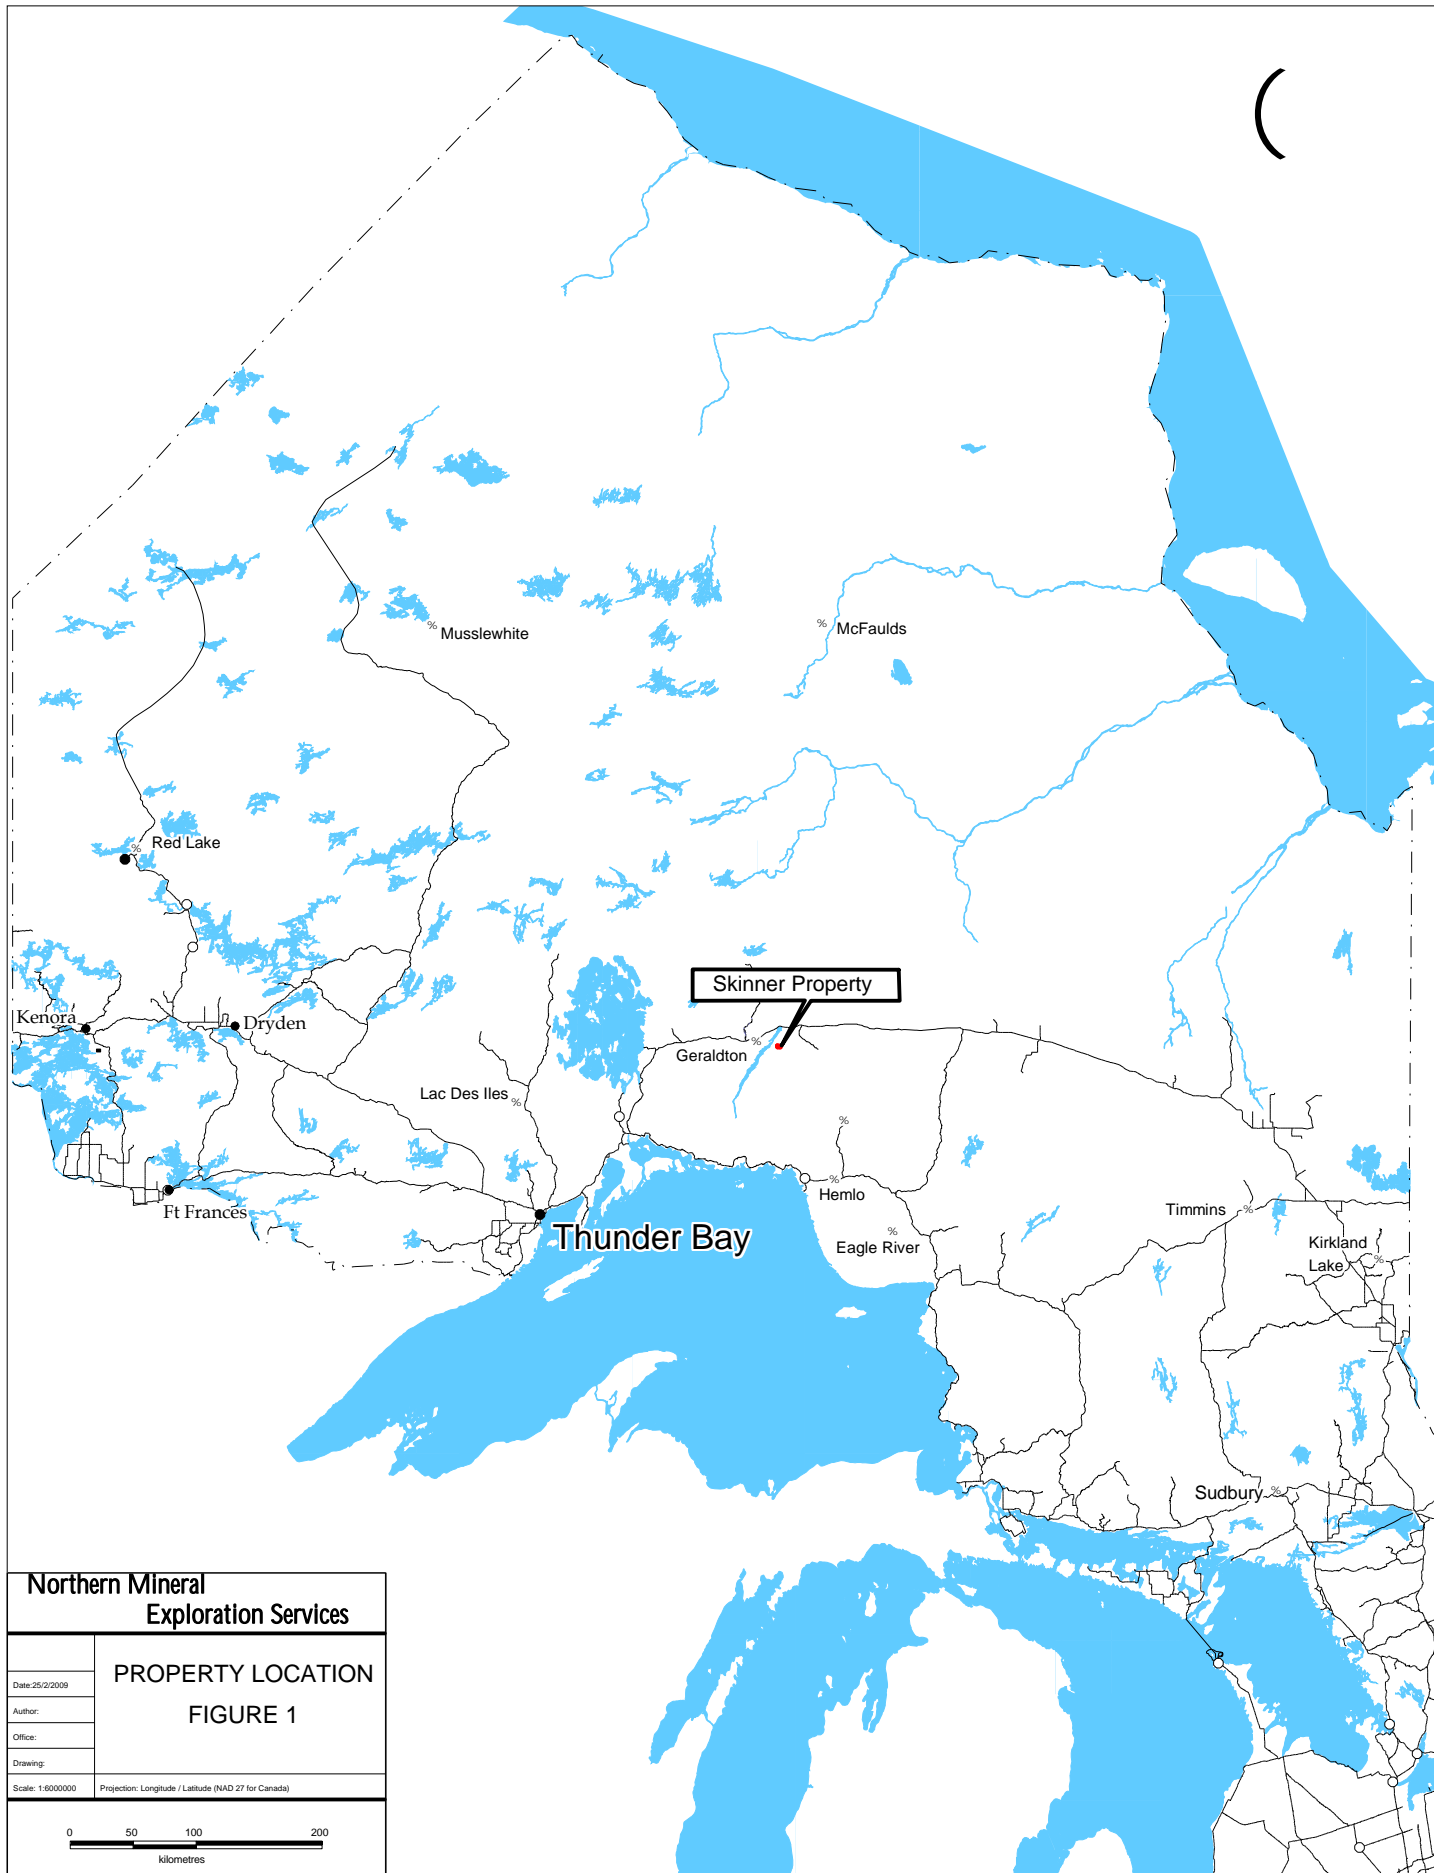 Musslewhite
McFaulds
Red Lake
Skinner Property
Kenora
Dryden
Geraldton
Lac Des Iles
Hemlo
Ft Frances
Timmins
Thunder Bay
Eagle River
Kirkland
Lake
Sudbury
Northern Mineral
Exploration Services
PROPERTY LOCATION
FIGURE 1
Date:25/2/2009
Author:
Office:
Drawing:
Scale: 1:6000000
Projection: Longitude / Latitude (NAD 27 for Canada)
0 50 100 200
kilometres